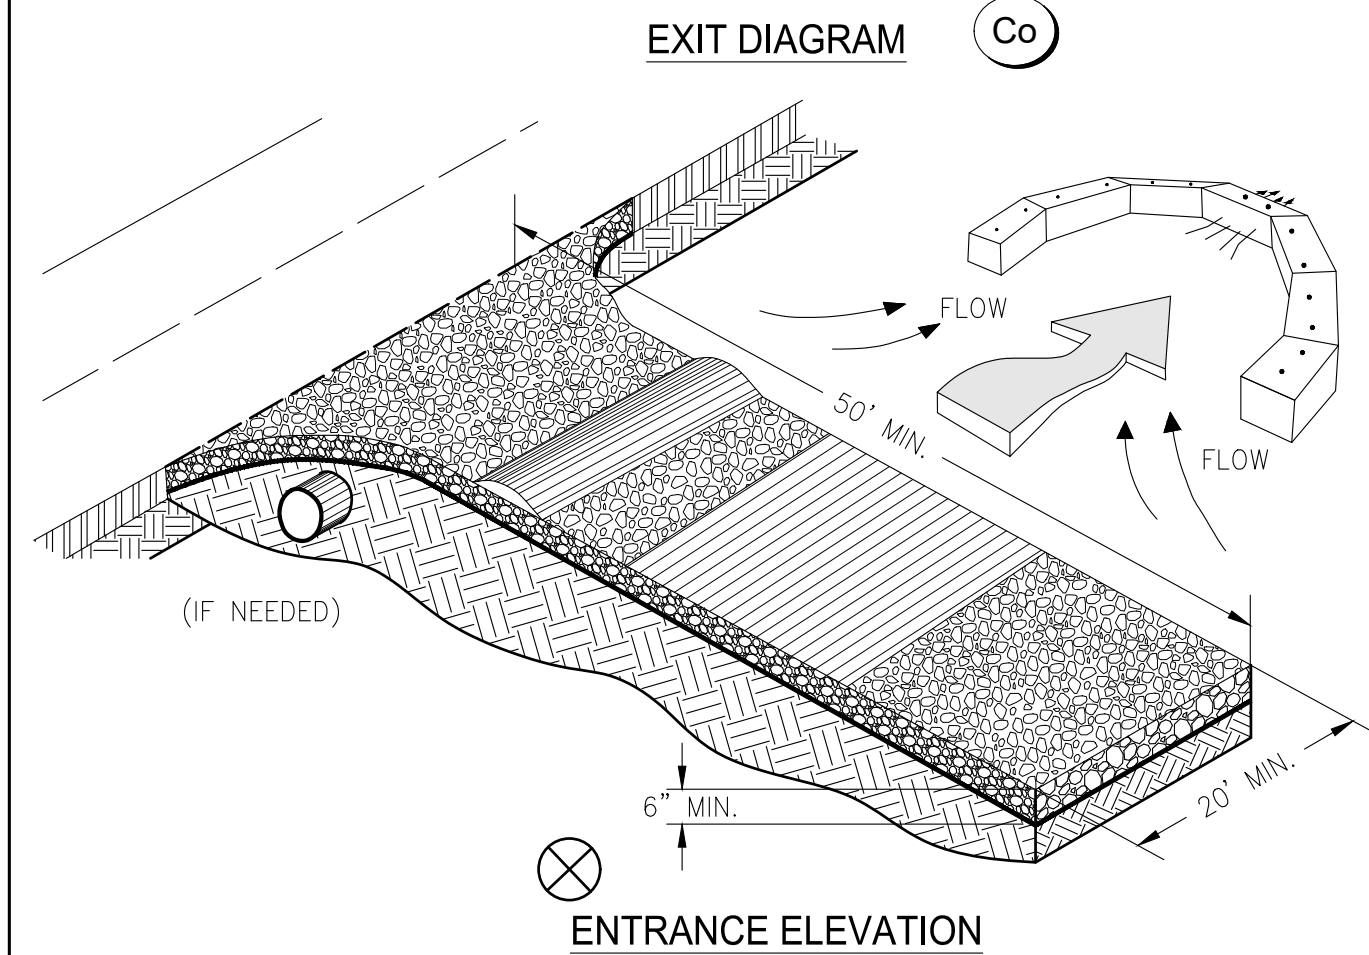 EXIT DIAGRAM
Co
FLOW
50' MIN.
FLOW
(IF NEEDED)
6" MIN.
20' MIN.
ENTRANCE ELEVATION